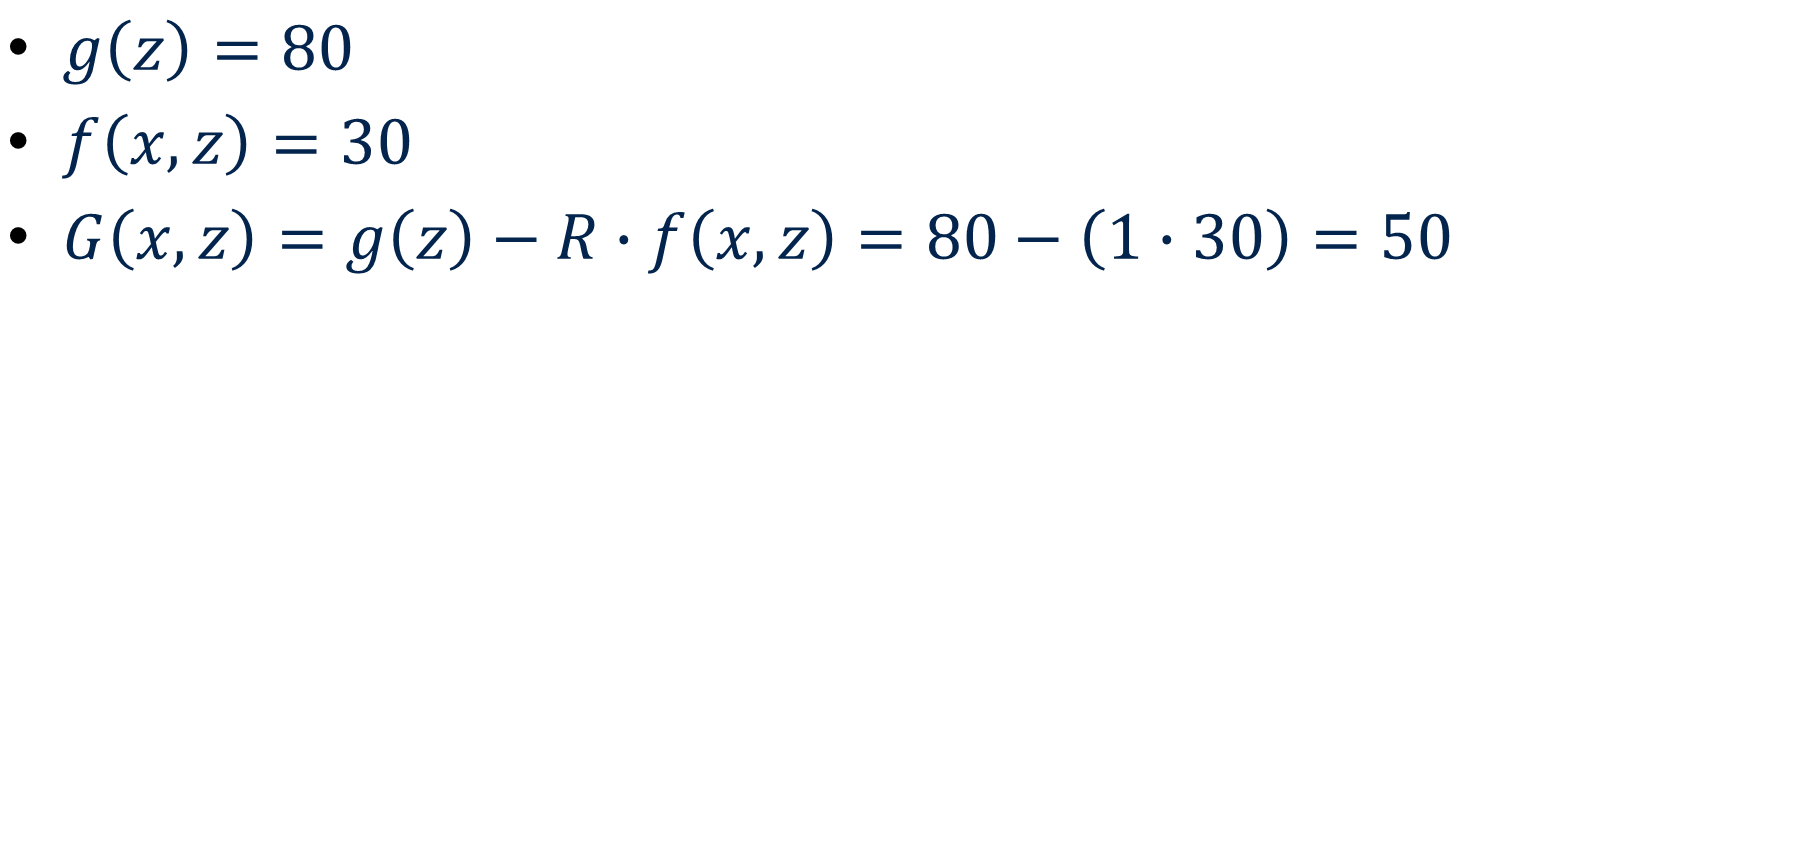 • g(z) = 80
• f(x, z) = 30
• G(x, z) = g(z) − R · f(x, z) = 80 − (1 · 30) = 50